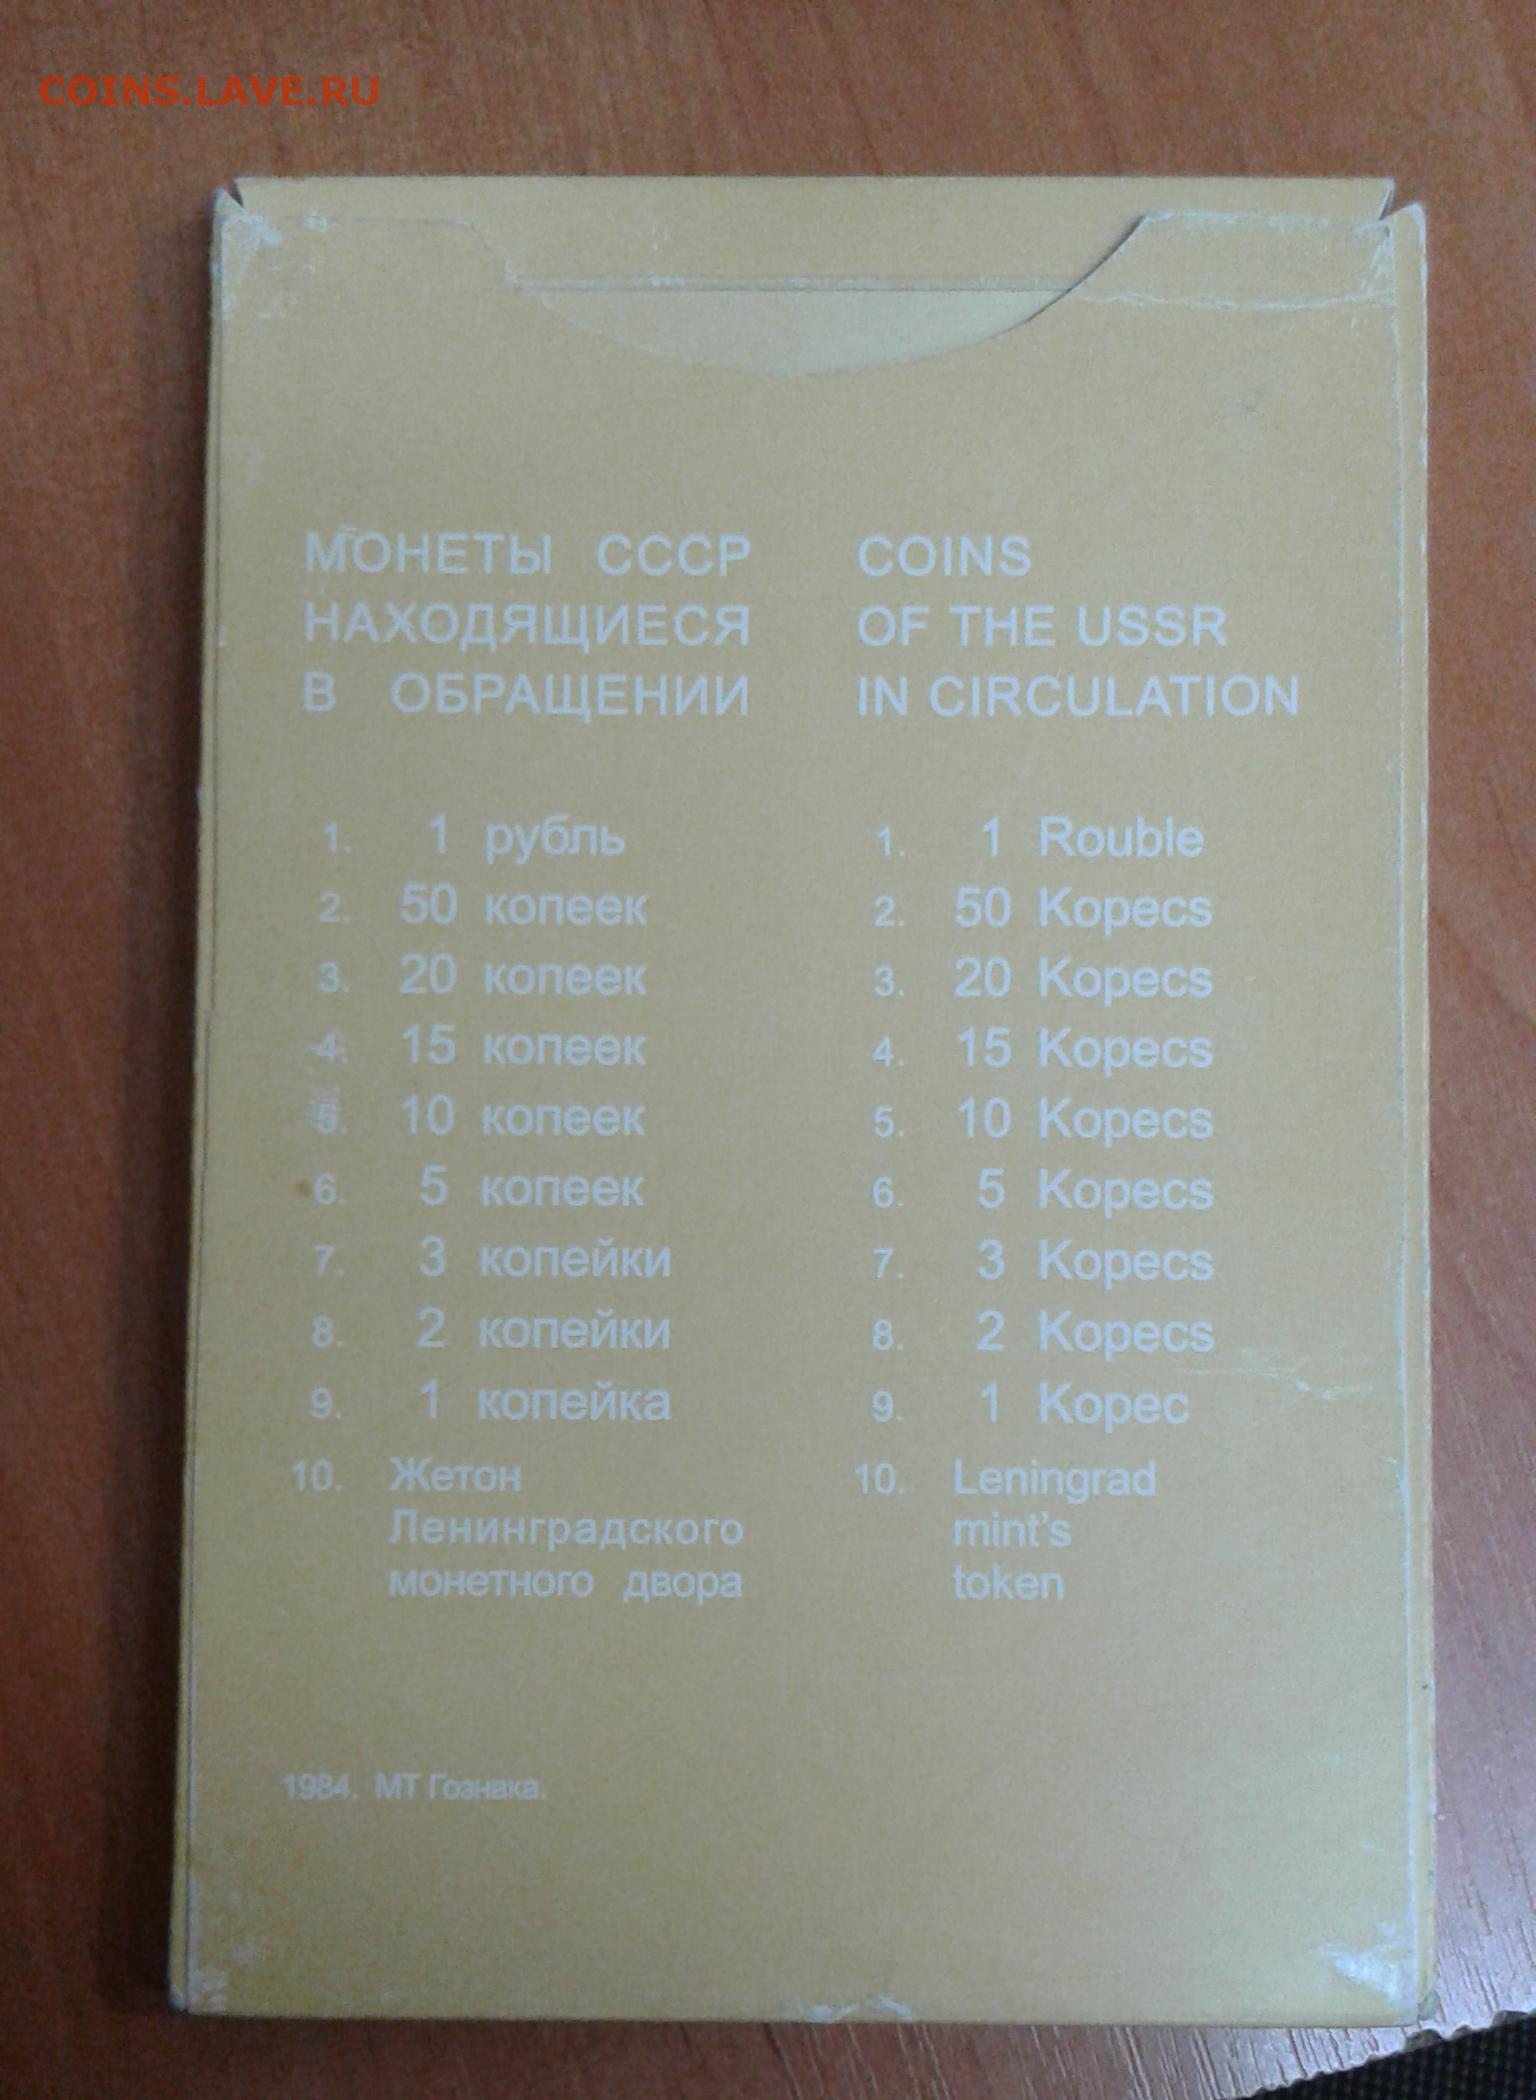 COINS.LAVE.RU
МОНЕТЫ СССР
НАХОДЯЩИЕСЯ
В ОБРАЩЕНИИ
1. 1 рубль
2. 50 копеек
3. 20 копеек
4. 15 копеек
5. 10 копеек
6. 5 копеек
7. 3 копейки
8. 2 копейки
9. 1 копейка
10. Жетон
Ленинградского
монетного двора
COINS
OF THE USSR
IN CIRCULATION
1. 1 Rouble
2. 50 Kopecs
3. 20 Kopecs
4. 15 Kopecs
5. 10 Kopecs
6. 5 Kopecs
7. 3 Kopecs
8. 2 Kopecs
9. 1 Kopec
10. Leningrad
mint's
token
1984. МТ Гознака.